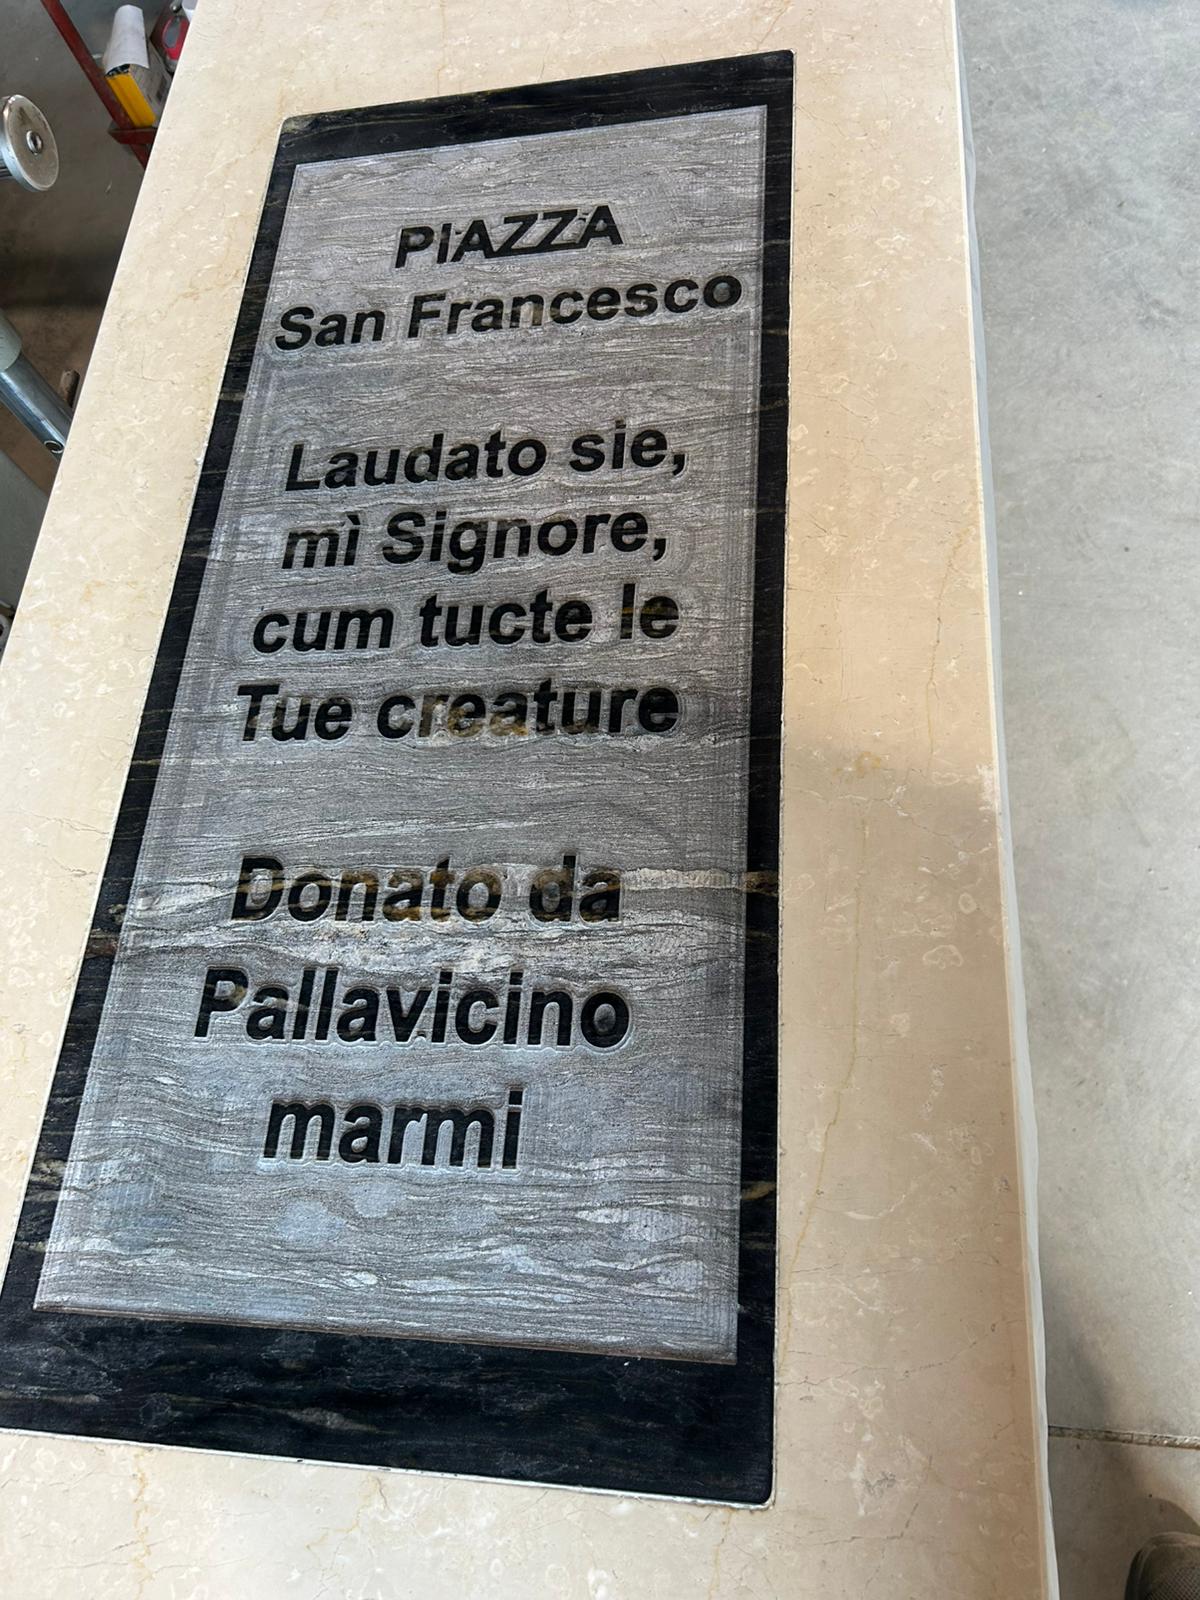 PIAZZA
San Francesco
Laudato sie,
mì Signore,
cum tucte le
Tue creature
Donato da
Pallavicino
marmi